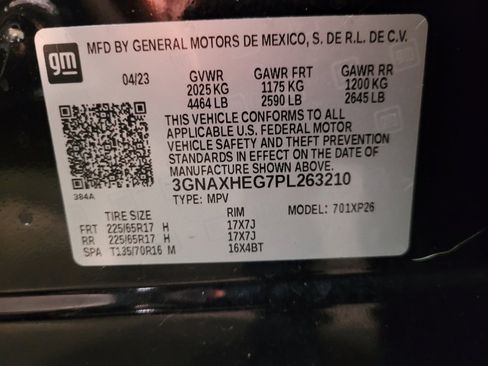 gm
MFD BY GENERAL MOTORS DE MEXICO, S. DE R.L. DE C.V.
04/23 GVWR GAWR FRT GAWR RR
2025 KG 1175 KG 1200 KG
4464 LB 2590 LB 2645 LB
THIS VEHICLE CONFORMS TO ALL
APPLICABLE U.S. FEDERAL MOTOR
VEHICLE SAFETY AND THEFT PREVENTION
STANDARDS IN EFFECT ON THE DATE OF
MANUFACTURE SHOWN ABOVE.
3GNAXHEG7PL263210
384A TYPE: MPV MODEL: 701XP26
TIRE SIZE RIM
FRT 225/65R17 H 17X7J
RR 225/65R17 H 17X7J
SPA T135/70R16 M 16X4BT